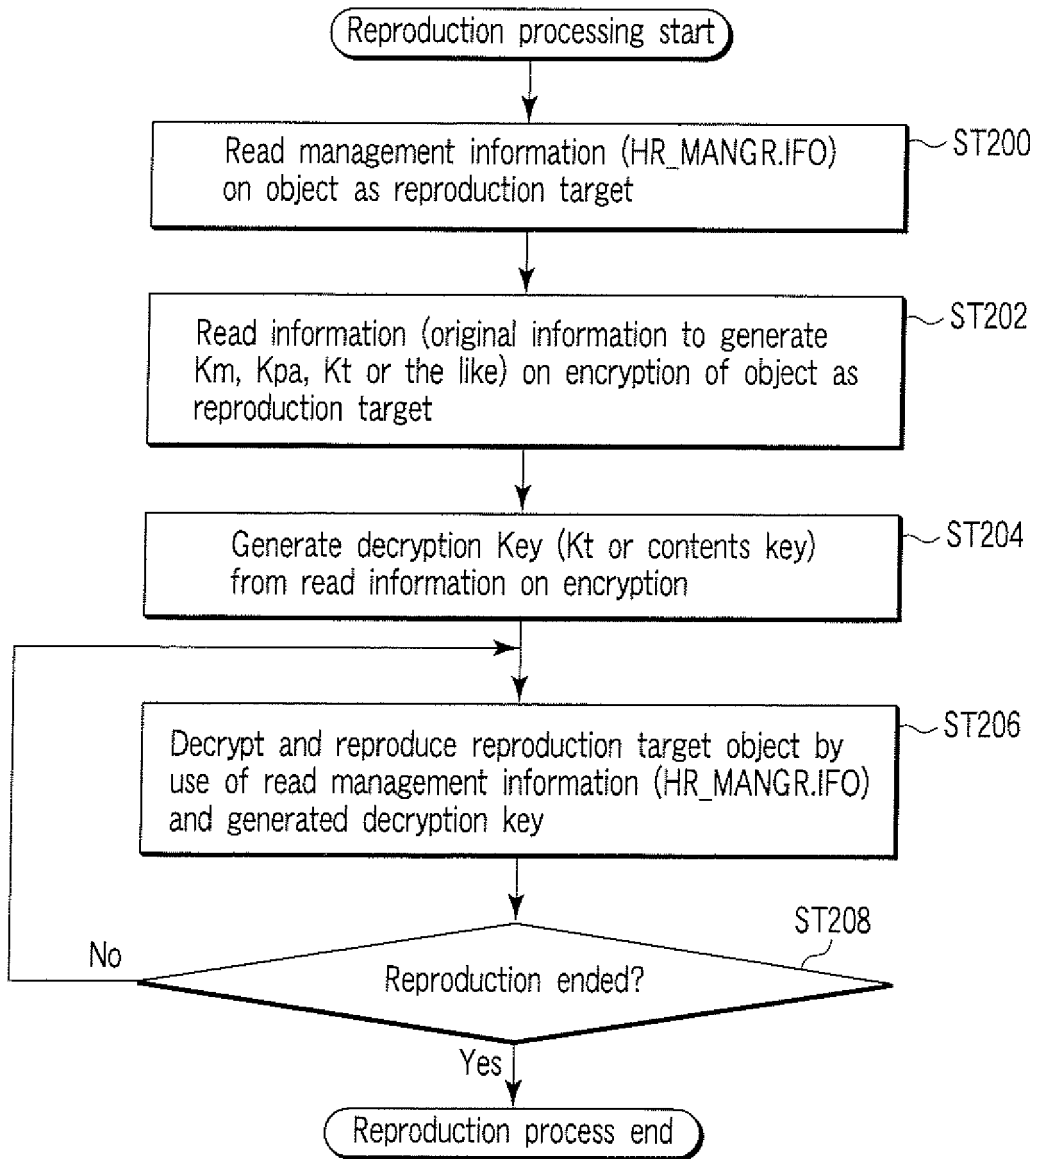 Reproduction processing start
Read management information (HR_MANGR.IFO)
on object as reproduction target
ST200
Read information (original information to generate
Km, Kpa, Kt or the like) on encryption of object as
reproduction target
ST202
Generate decryption Key (Kt or contents key)
from read information on encryption
ST204
Decrypt and reproduce reproduction target object by
use of read management information (HR_MANGR.IFO)
and generated decryption key
ST206
ST208
No
Reproduction ended?
Yes
Reproduction process end